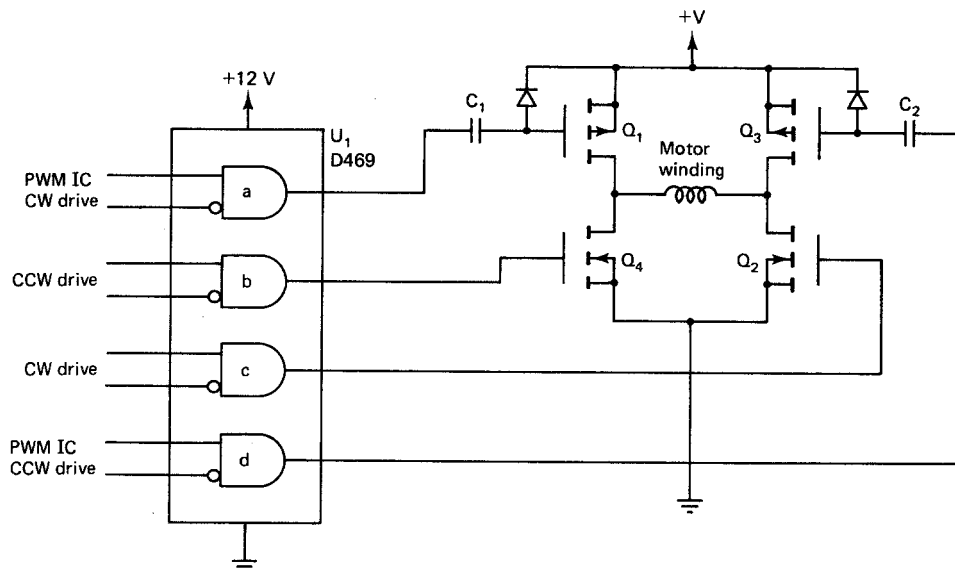 +V
+12 V
C1
C2
U1
D469
Q1
Q3
Motor
winding
PWM IC
CW drive
a
CCW drive
b
Q4
Q2
CW drive
c
PWM IC
CCW drive
d